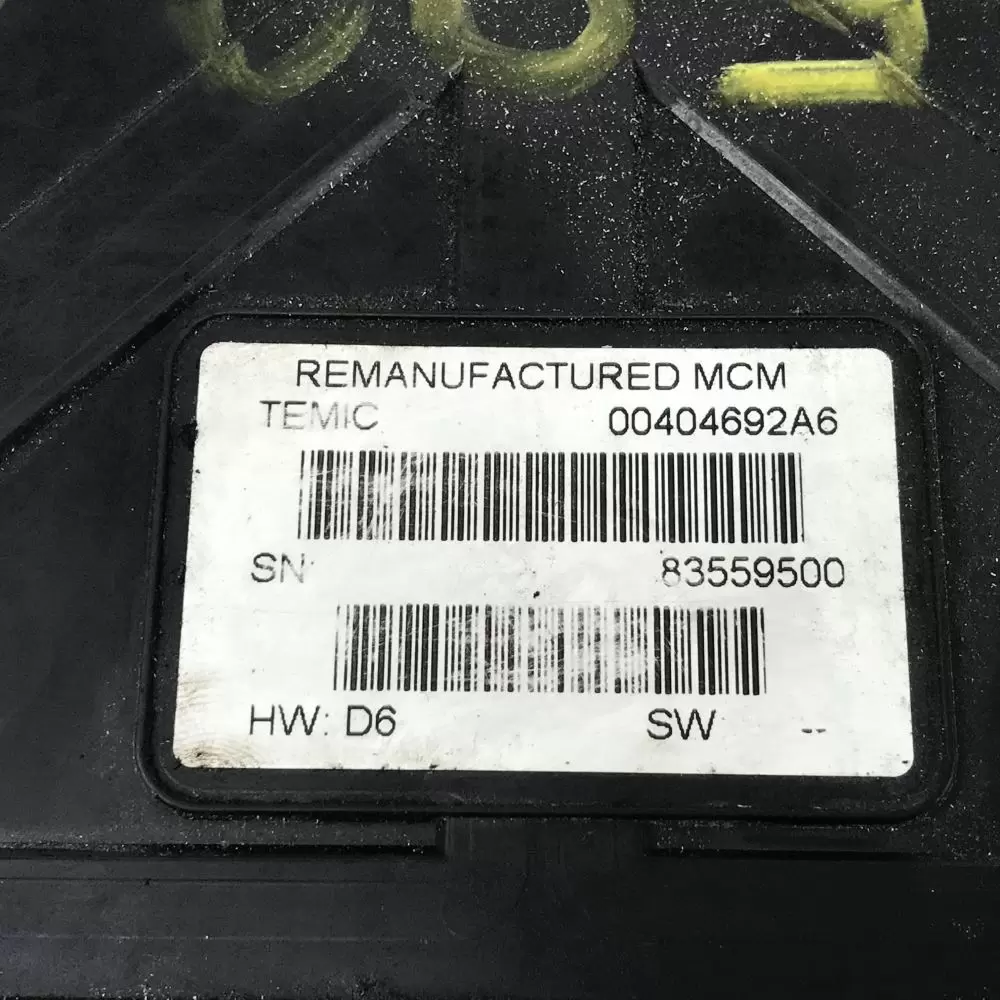 REMANUFACTURED MCM
TEMIC 00404692A6
SN 83559500
HW: D6 SW --